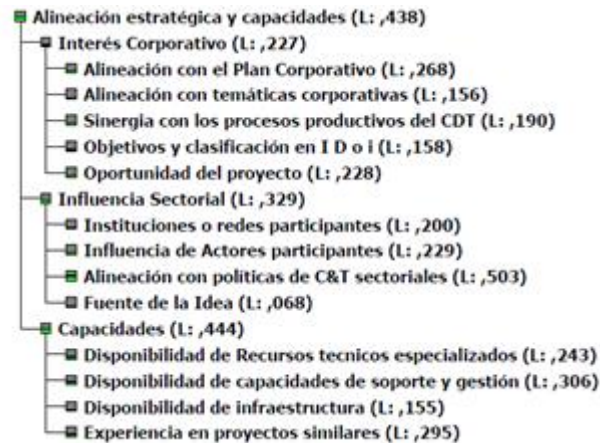 Alineación estratégica y capacidades (L: ,438)
Interés Corporativo (L: ,227)
Alineación con el Plan Corporativo (L: ,268)
Alineación con temáticas corporativas (L: ,156)
Sinergia con los procesos productivos del CDT (L: ,190)
Objetivos y clasificación en I D o i (L: ,158)
Oportunidad del proyecto (L: ,228)
Influencia Sectorial (L: ,329)
Instituciones o redes participantes (L: ,200)
Influencia de Actores participantes (L: ,229)
Alineación con políticas de C&T sectoriales (L: ,503)
Fuente de la Idea (L: ,068)
Capacidades (L: ,444)
Disponibilidad de Recursos tecnicos especializados (L: ,243)
Disponibilidad de capacidades de soporte y gestión (L: ,306)
Disponibilidad de infraestructura (L: ,155)
Experiencia en proyectos similares (L: ,295)